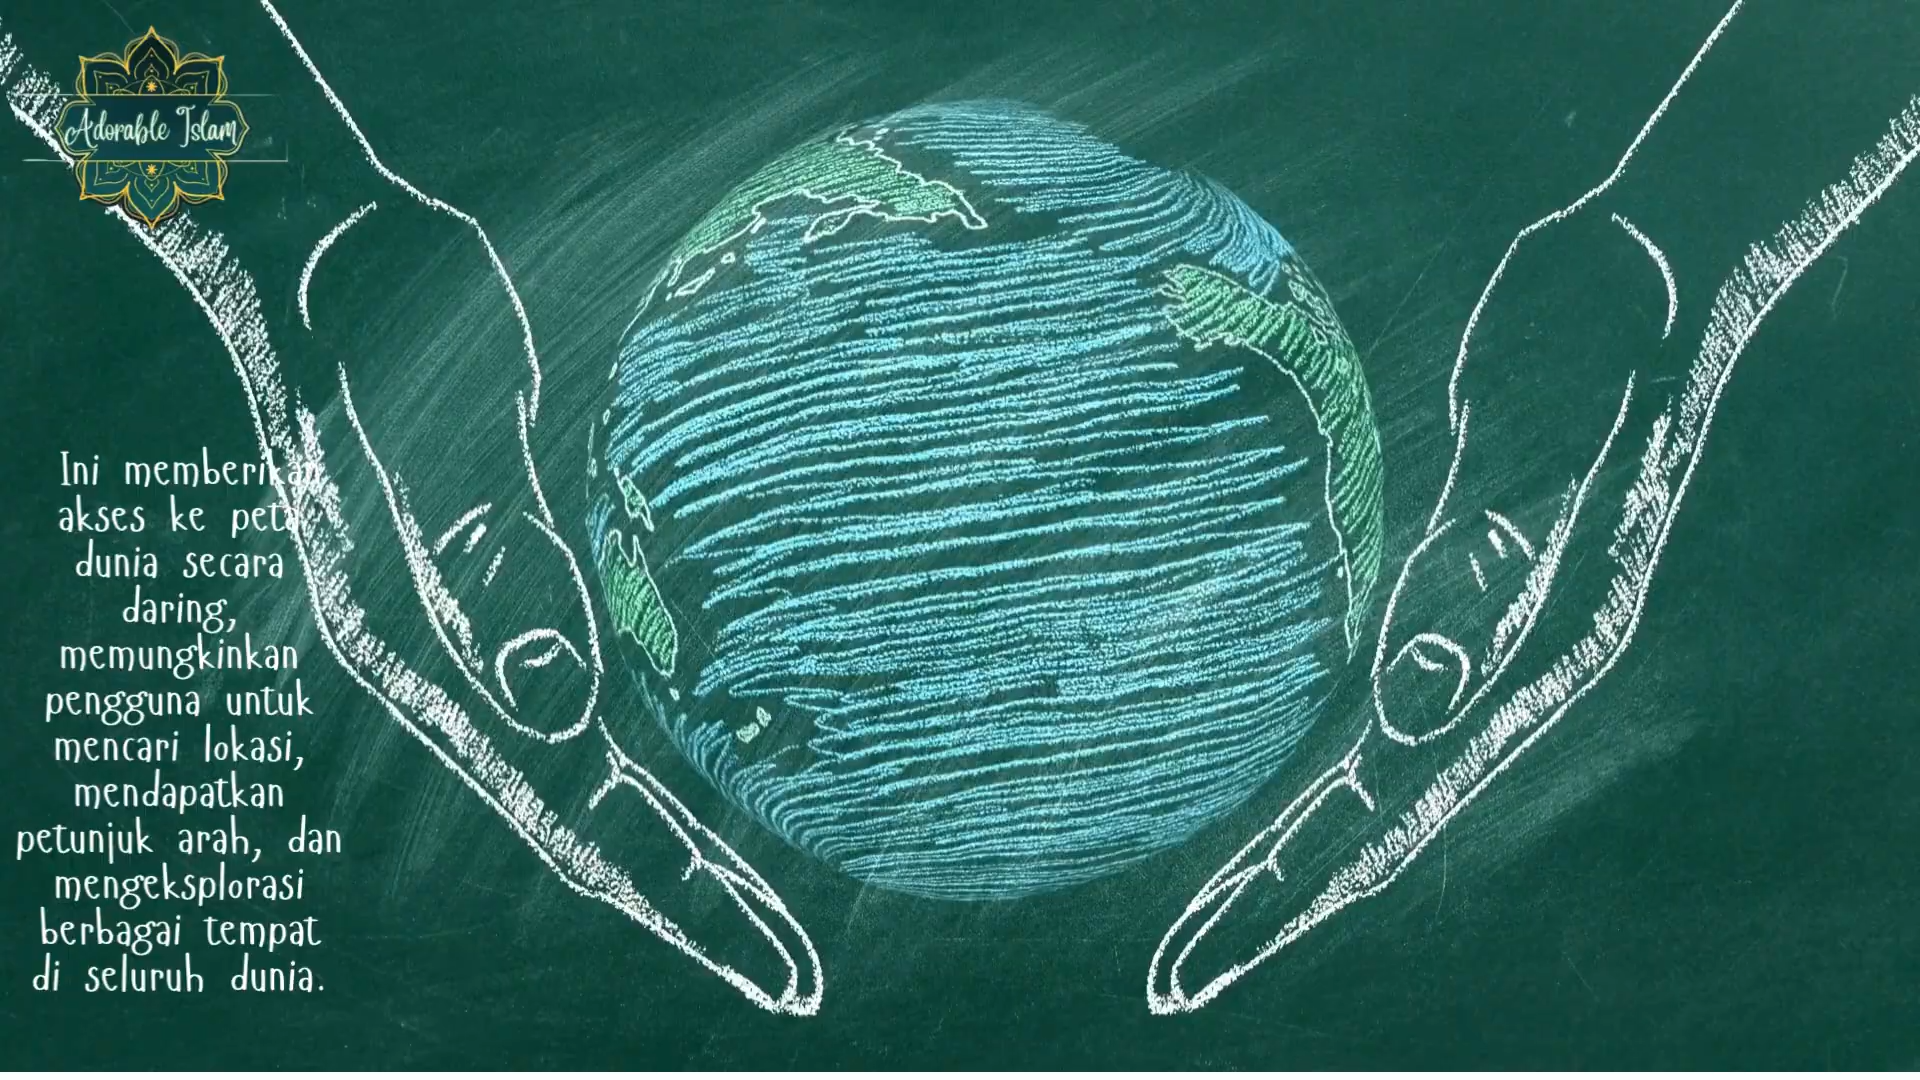 Adorable Islam
Ini memberikan
akses ke peta
dunia secara
daring,
memungkinkan
pengguna untuk
mencari lokasi,
mendapatkan
petunjuk arah, dan
mengeksplorasi
berbagai tempat
di seluruh dunia.